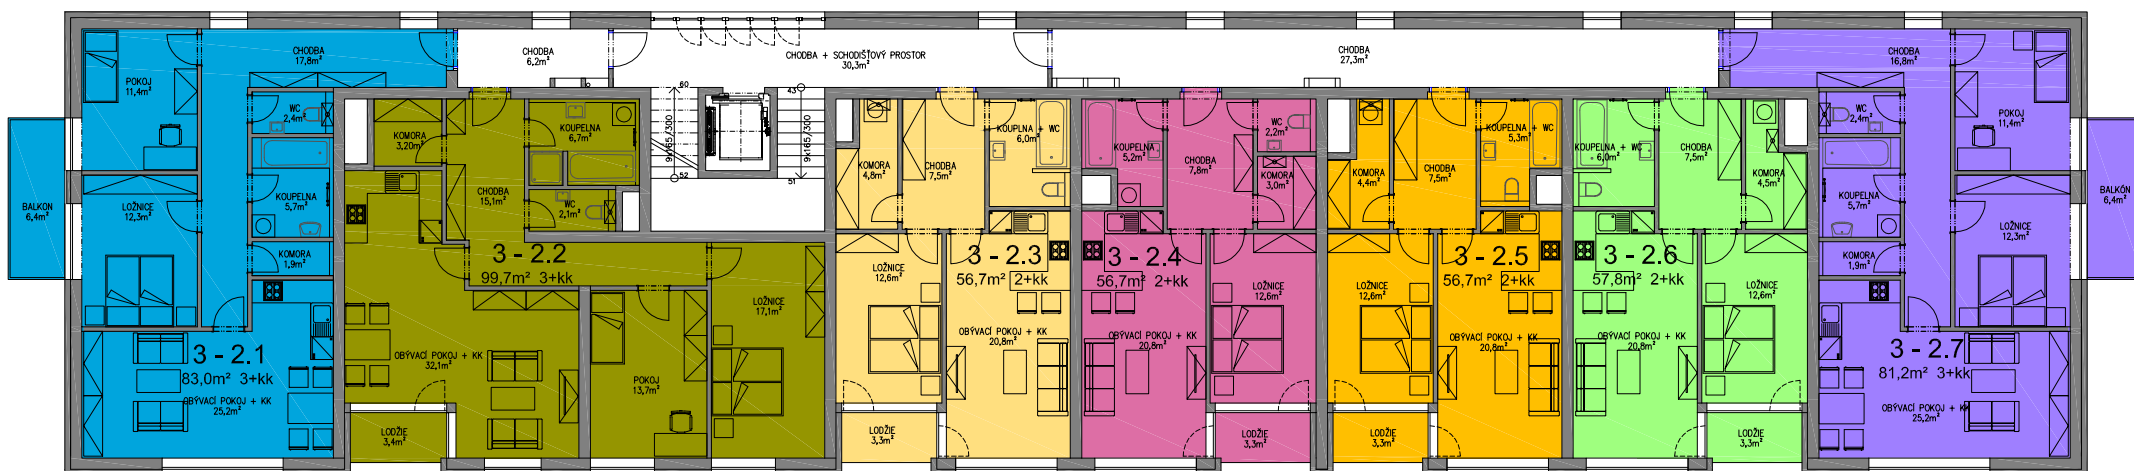 CHODBA
17,8m²
POKOJ
11,4m²
WC
2,4m²
KOUPELNA
5,7m²
KOMORA
1,9m²
LOŽNICE
12,3m²
BALKÓN
6,4m²
3 - 2.1
83,0m² 3+kk
OBÝVACÍ POKOJ + KK
25,2m²
CHODBA
6,2m²
KOMORA
3,20m²
KOUPELNA
6,7m²
CHODBA
15,1m²
WC
2,1m²
3 - 2.2
99,7m² 3+kk
OBÝVACÍ POKOJ + KK
32,1m²
LODŽIE
3,4m²
POKOJ
13,7m²
LOŽNICE
17,1m²
CHODBA + SCHODIŠŤOVÝ PROSTOR
30,3m²
60
9x165/300
52
43
9x165/300
51
KOMORA
4,8m²
CHODBA
7,5m²
KOUPLNA + WC
6,0m²
3 - 2.3
56,7m² 2+kk
LOŽNICE
12,6m²
OBÝVACÍ POKOJ + KK
20,8m²
LODŽIE
3,3m²
CHODBA
27,3m²
KOUPELNA
5,2m²
CHODBA
7,8m²
WC
2,2m²
KOMORA
3,0m²
3 - 2.4
56,7m² 2+kk
LOŽNICE
12,6m²
OBÝVACÍ POKOJ + KK
20,8m²
LODŽIE
3,3m²
KOMORA
4,4m²
CHODBA
7,5m²
KOUPELNA + WC
5,3m²
3 - 2.5
56,7m² 2+kk
LOŽNICE
12,6m²
OBÝVACÍ POKOJ + KK
20,8m²
LODŽIE
3,3m²
KOUPELNA + WC
6,0m²
CHODBA
7,5m²
KOMORA
4,5m²
3 - 2.6
57,8m² 2+kk
LOŽNICE
12,6m²
OBÝVACÍ POKOJ + KK
20,8m²
LODŽIE
3,3m²
CHODBA
16,8m²
WC
2,4m²
POKOJ
11,4m²
KOUPELNA
5,7m²
KOMORA
1,9m²
LOŽNICE
12,3m²
BALKÓN
6,4m²
3 - 2.7
81,2m² 3+kk
OBÝVACÍ POKOJ + KK
25,2m²